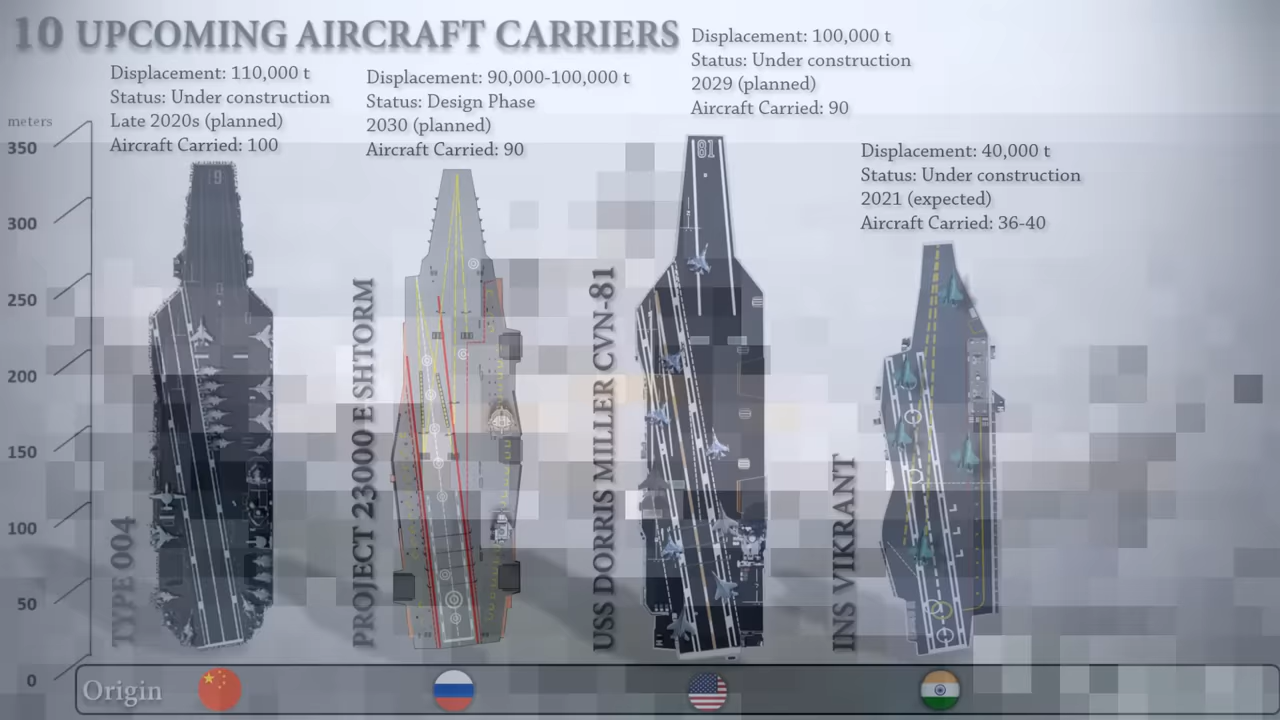 10 UPCOMING AIRCRAFT CARRIERS
Displacement: 110,000 t
Status: Under construction
Late 2020s (planned)
Aircraft Carried: 100
Displacement: 90,000-100,000 t
Status: Design Phase
2030 (planned)
Aircraft Carried: 90
Displacement: 100,000 t
Status: Under construction
2029 (planned)
Aircraft Carried: 90
Displacement: 40,000 t
Status: Under construction
2021 (expected)
Aircraft Carried: 36-40
meters
350
300
250
200
150
100
50
0
TYPE 004
19
PROJECT 23000 E SHTORM
USS DORRIS MILLER CVN-81
81
INS VIKRANT
Origin